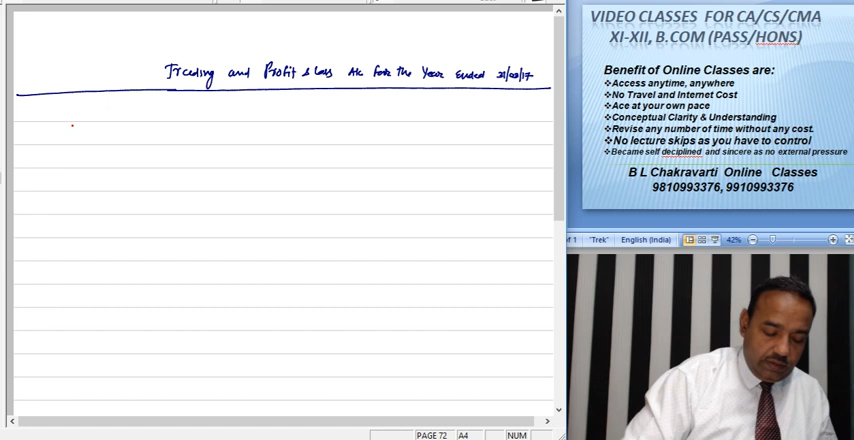 Trading and Profit & Loss A/c for the Year Ended 31/03/17
VIDEO CLASSES FOR CA/CS/CMA
XI-XII, B.COM (PASS/HONS)
Benefit of Online Classes are:
❖Access anytime, anywhere
❖No Travel and Internet Cost
❖Ace at your own pace
❖Conceptual Clarity & Understanding
❖Revise any number of time without any cost.
❖No lecture skips as you have to control
❖Became self deciplined and sincere as no external pressure
B L Chakravarti Online Classes
9810993376, 9910993376
of 1 "Trek" English (India) 42%
PAGE 72 A4 NUM